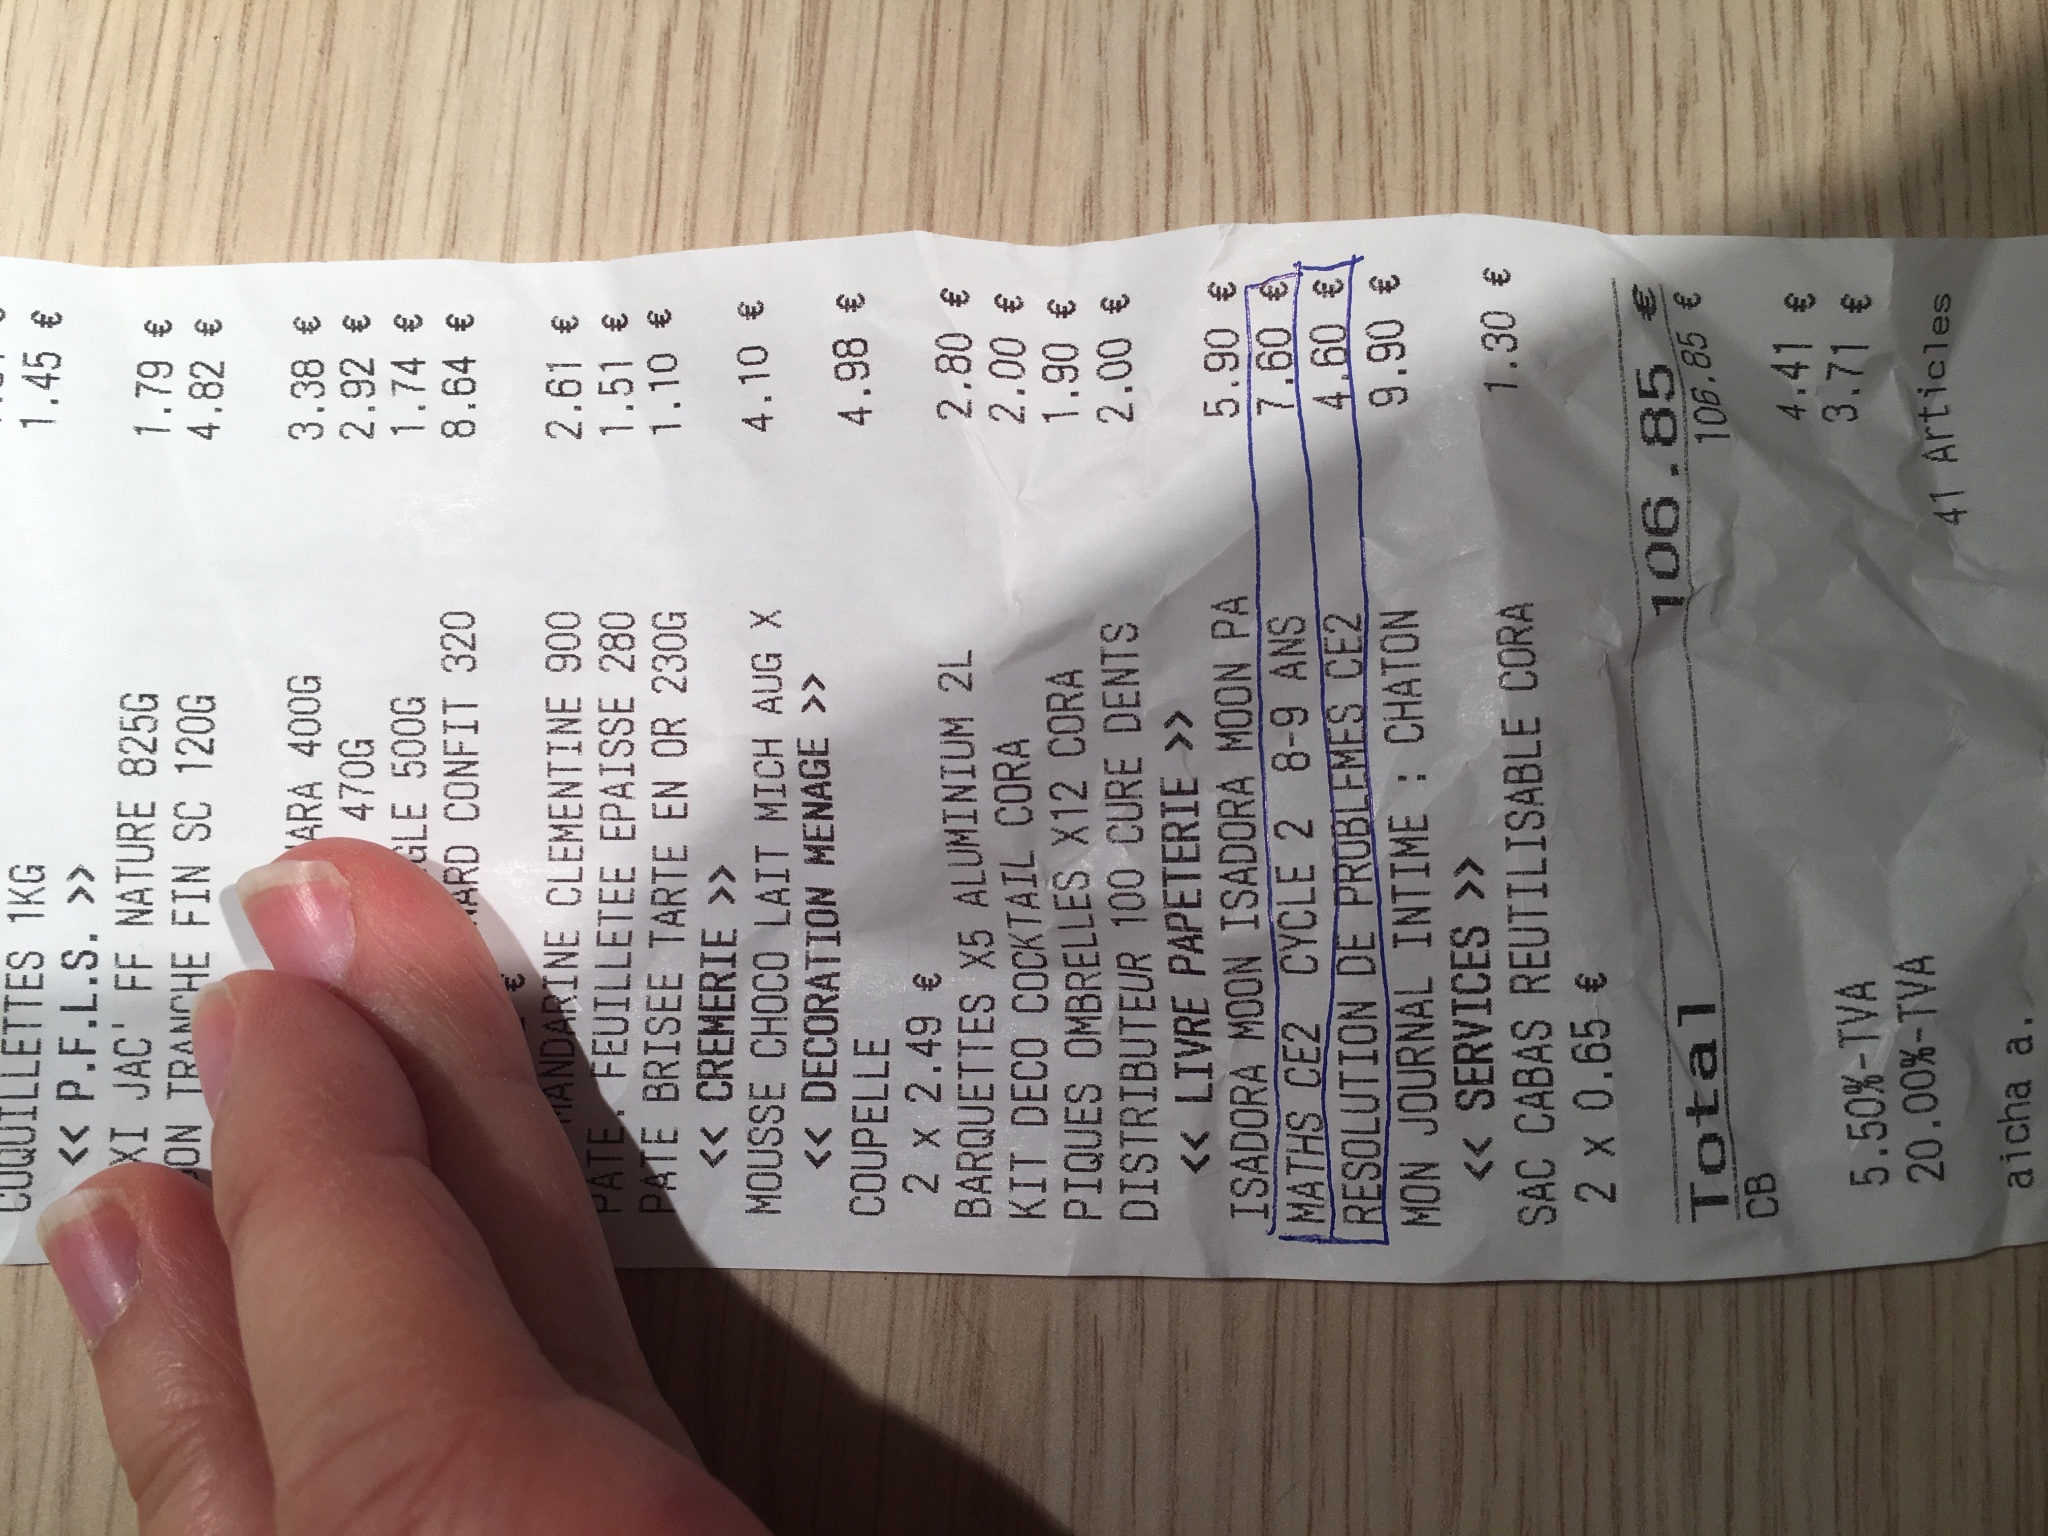 COQUILLETTES 1KG 1.45 €
<< P.F.L.S. >>
XI JAC' FF NATURE 825G 1.79 €
TRANCHE FIN SC 120G 4.82 €
400G 3.38 €
470G 2.92 €
500G 1.74 €
CONFIT 320 8.64 €
€
MANDARINE CLEMENTINE 900 2.61 €
PATE. FEUILLETEE EPAISSE 280 1.51 €
PATE BRISEE TARTE EN OR 230G 1.10 €
<< CREMERIE >>
MOUSSE CHOCO LAIT MICH AUG X 4.10 €
<< DECORATION MENAGE >>
COUPELLE
2 x 2.49 € 4.98 €
BARQUETTES X5 ALUMINIUM 2L 2.80 €
KIT DECO COCKTAIL CORA 2.00 €
PIQUES OMBRELLES X12 CORA 1.90 €
DISTRIBUTEUR 100 CURE DENTS 2.00 €
<< LIVRE PAPETERIE >>
ISADORA MOON ISADORA MOON PA 5.90 €
MATHS CE2 CYCLE 2 8-9 ANS 7.60 €
RESOLUTION DE PROBLEMES CE2 4.60 €
MON JOURNAL INTIME : CHATON 9.90 €
<< SERVICES >>
SAC CABAS REUTILISABLE CORA
2 x 0.65 € 1.30 €
Total 106.85 €
CB 106.85 €
5.50%-TVA 4.41 €
20.00%-TVA 3.71 €
41 Articles
aicha a.